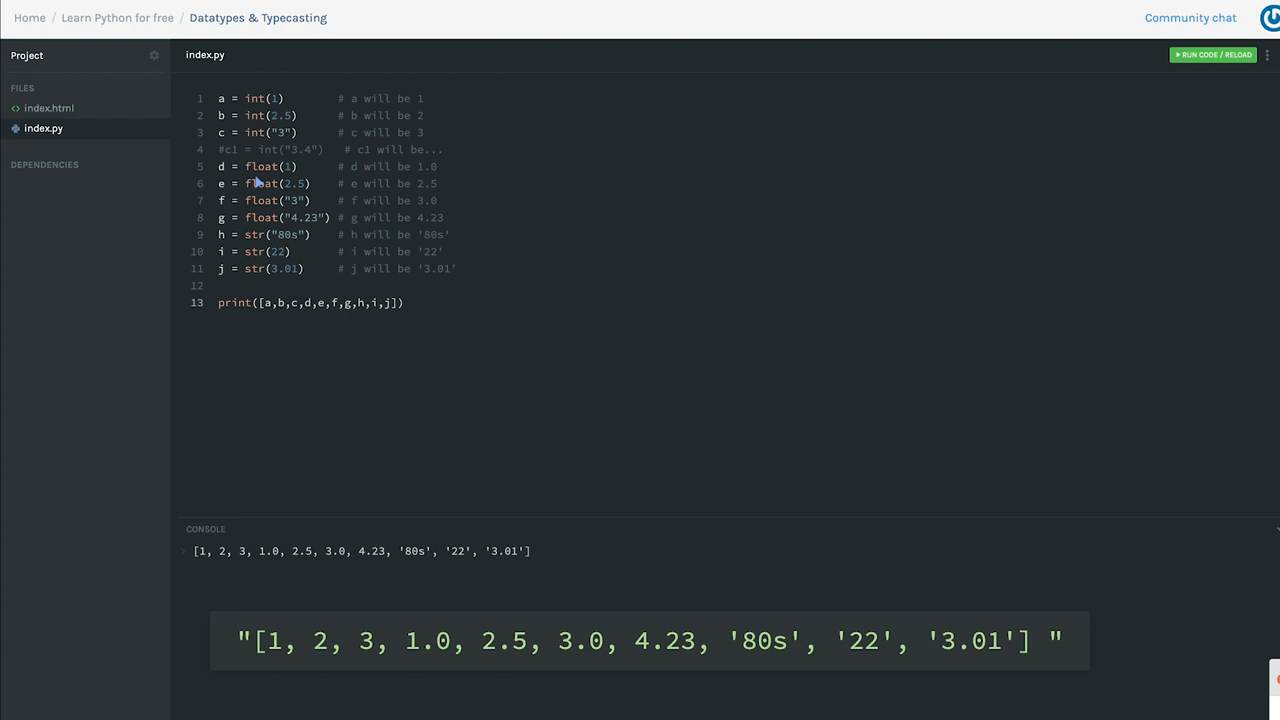 Home / Learn Python for free / Datatypes & Typecasting
Community chat
Project
index.py
RUN CODE / RELOAD
FILES
index.html
index.py
DEPENDENCIES
1 a = int(1) # a will be 1
2 b = int(2.5) # b will be 2
3 c = int("3") # c will be 3
4 #c1 = int("3.4") # c1 will be...
5 d = float(1) # d will be 1.0
6 e = float(2.5) # e will be 2.5
7 f = float("3") # f will be 3.0
8 g = float("4.23") # g will be 4.23
9 h = str("80s") # h will be '80s'
10 i = str(22) # i will be '22'
11 j = str(3.01) # j will be '3.01'
12
13 print([a,b,c,d,e,f,g,h,i,j])
CONSOLE
[1, 2, 3, 1.0, 2.5, 3.0, 4.23, '80s', '22', '3.01']
"[1, 2, 3, 1.0, 2.5, 3.0, 4.23, '80s', '22', '3.01'] "